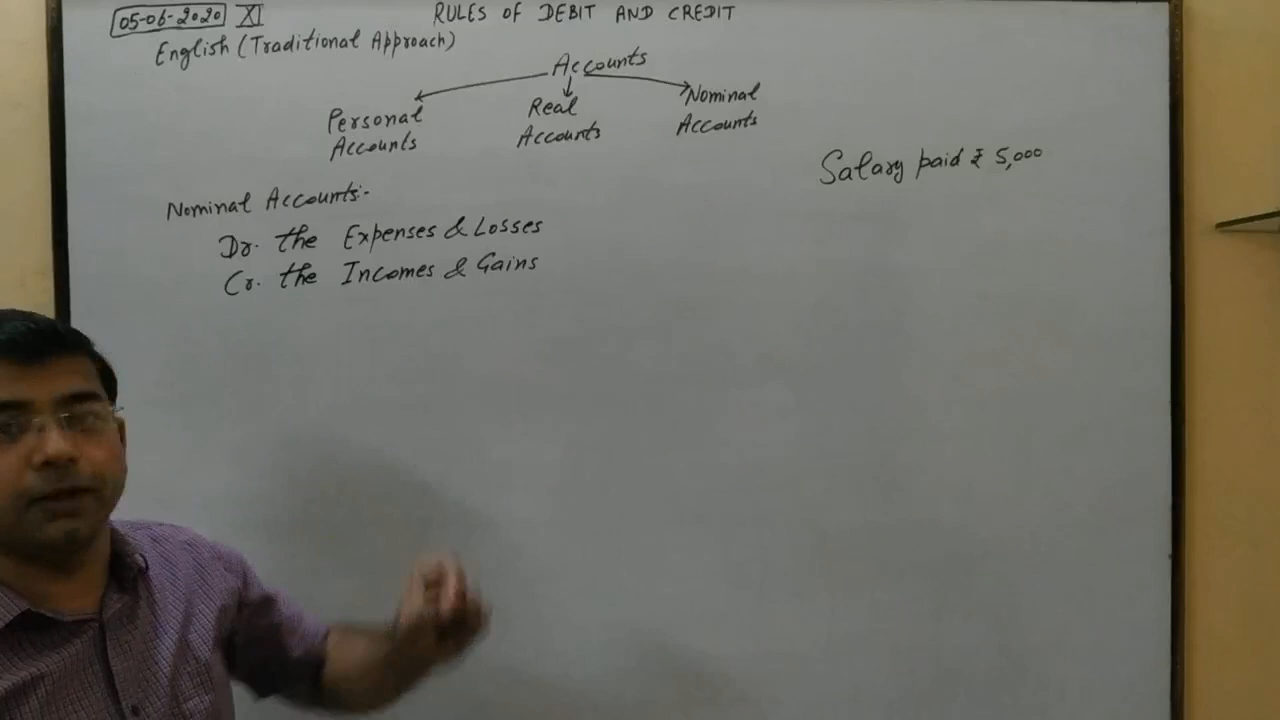 05-06-2020 XI RULES OF DEBIT AND CREDIT
English (Traditional Approach)
Accounts
Personal Accounts
Real Accounts
Nominal Accounts
Salary paid ₹ 5,000
Nominal Accounts:-
Dr. the Expenses & Losses
Cr. the Incomes & Gains